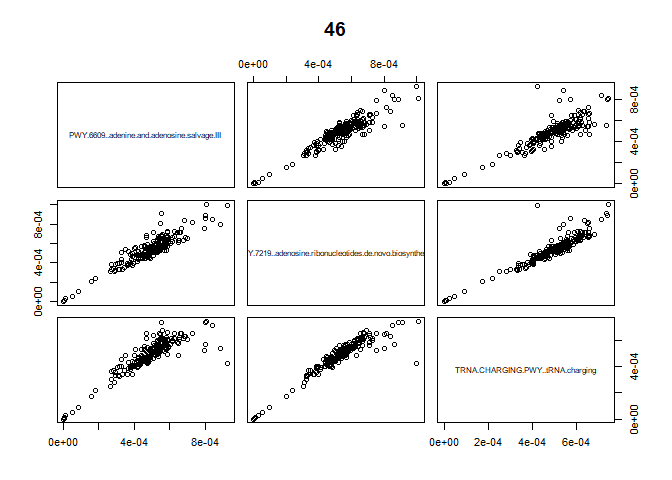 46
0e+00 4e-04 8e-04
PWY.6609..adenine.and.adenosine.salvage.III
0e+00 4e-04 8e-04
0e+00 4e-04 8e-04
Y.7219..adenosine.ribonucleotides.de.novo.biosynthe
TRNA.CHARGING.PWY..tRNA.charging
0e+00 4e-04
0e+00 4e-04 8e-04
0e+00 2e-04 4e-04 6e-04